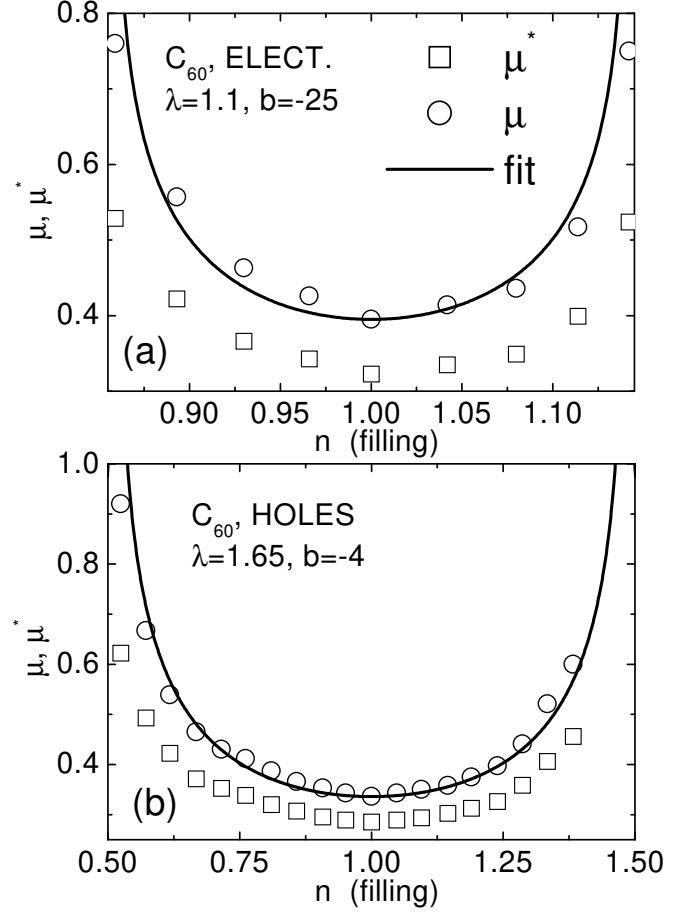 0.8
C60, ELECT.
λ=1.1, b=-25
μ*
μ
fit
0.6
μ, μ*
0.4
(a)
0.90 0.95 1.00 1.05 1.10
n (filling)
1.0
C60, HOLES
λ=1.65, b=-4
0.8
μ, μ*
0.6
0.4
(b)
0.50 0.75 1.00 1.25 1.50
n (filling)